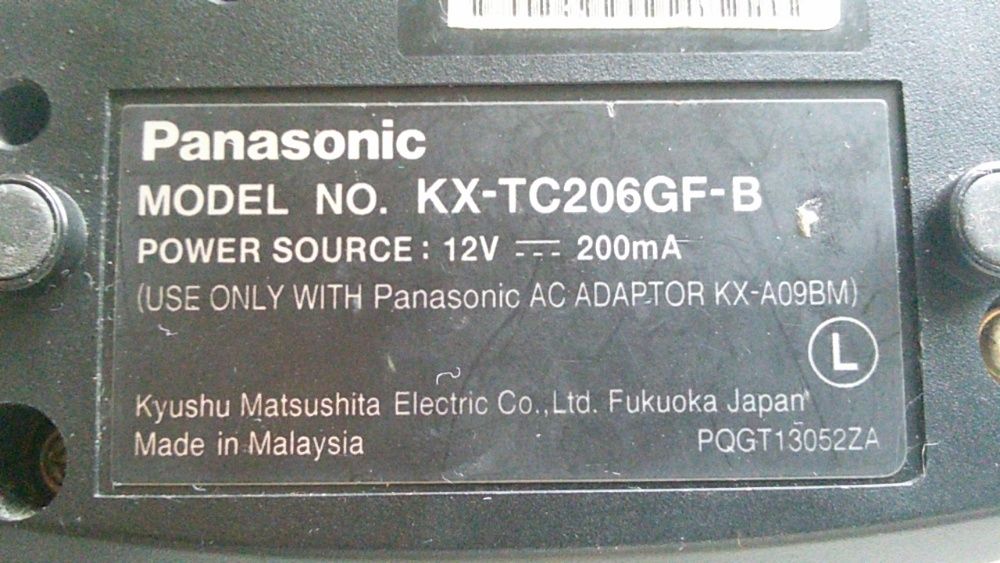 Panasonic
MODEL NO. KX-TC206GF-B
POWER SOURCE: 12V ⎓ 200mA
(USE ONLY WITH Panasonic AC ADAPTOR KX-A09BM)
L
Kyushu Matsushita Electric Co.,Ltd. Fukuoka Japan
Made in Malaysia PQGT13052ZA